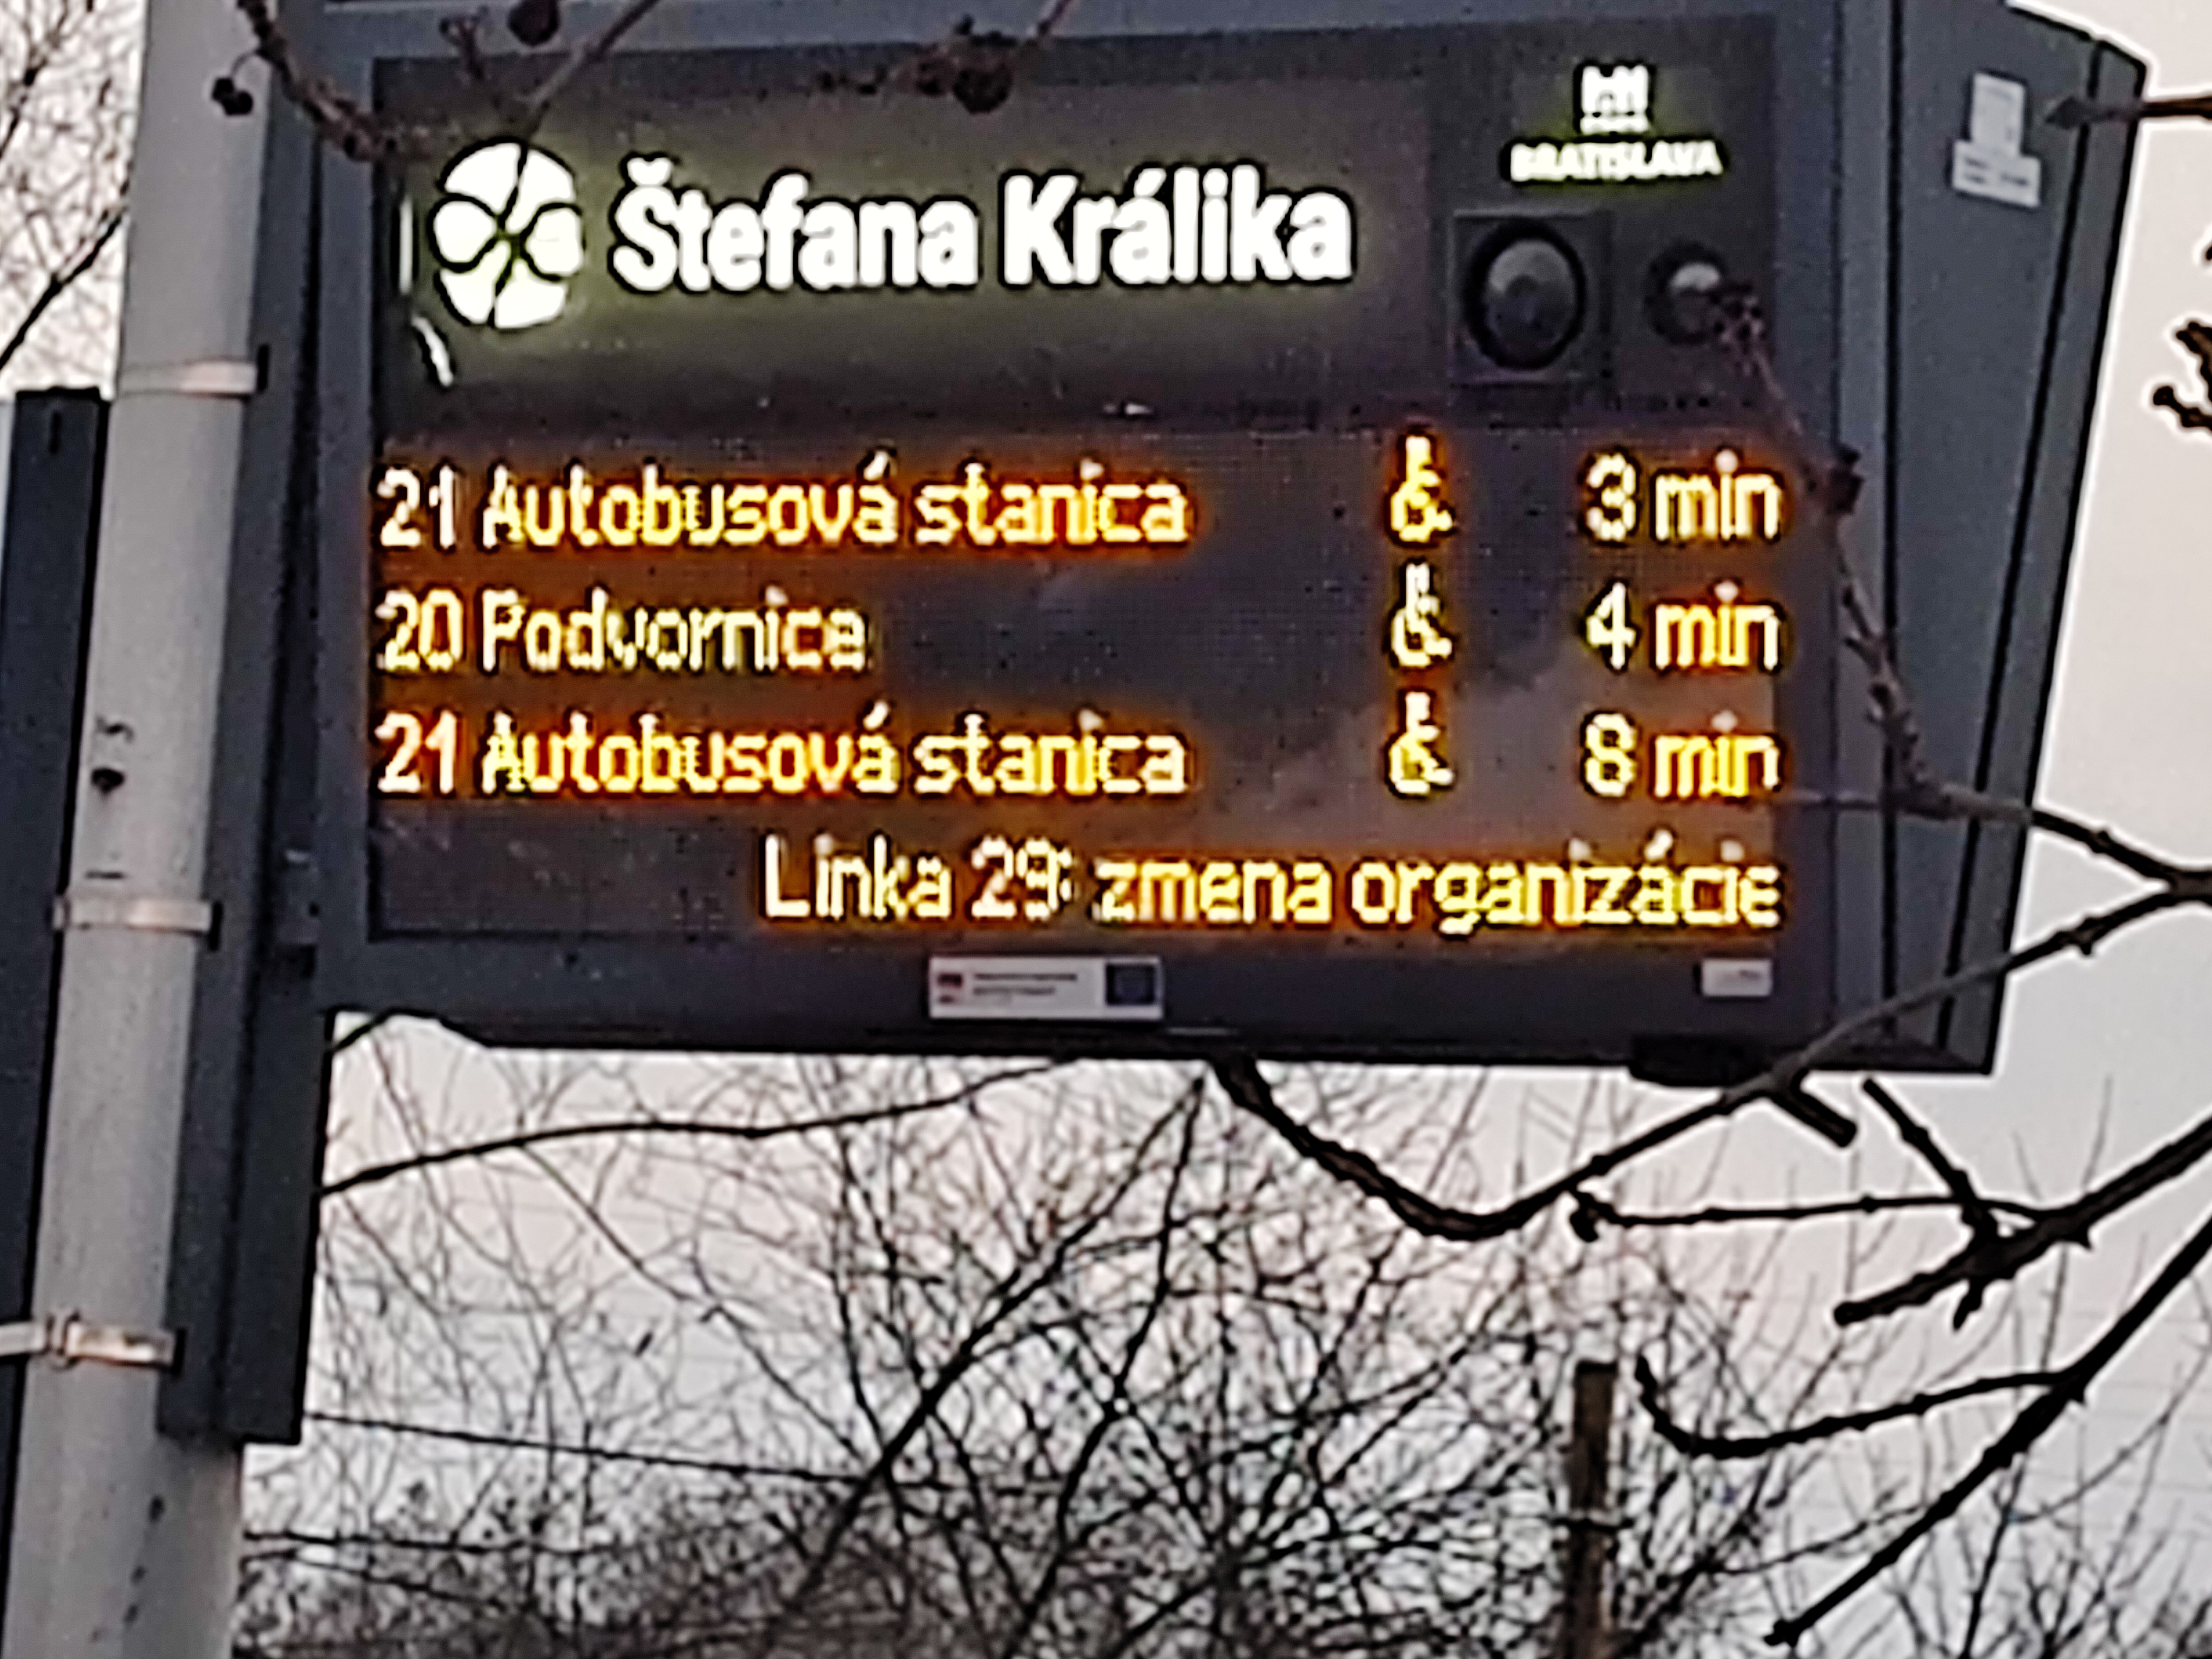 Štefana Králika
BRATISLAVA
21 Autobusová stanica 3 min
20 Podvornice 4 min
21 Autobusová stanica 8 min
Linka 29: zmena organizácie